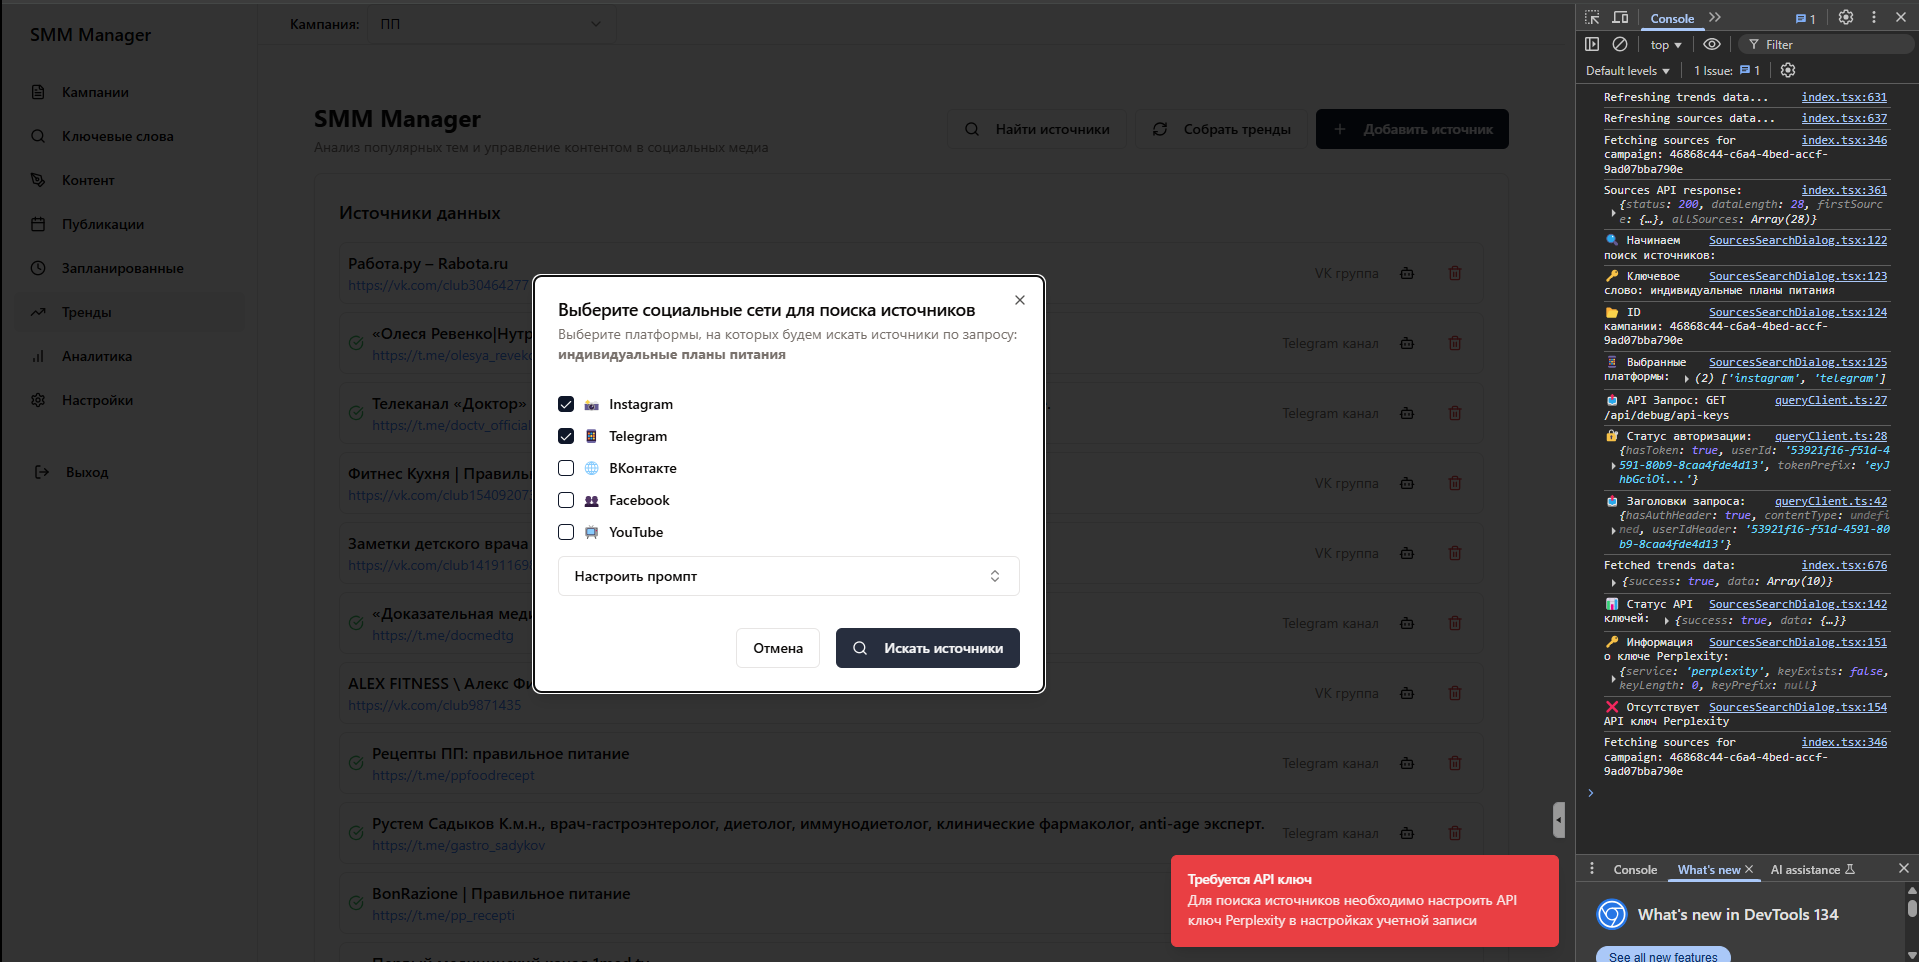 SMM Manager
Кампании
Ключевые слова
Контент
Публикации
Запланированные
Тренды
Аналитика
Настройки
Выход
Кампания:
ПП
SMM Manager
Анализ популярных тем и управление контентом в социальных медиа
Найти источники
Собрать тренды
Добавить источник
Источники данных
Работа.ру – Rabota.ru
https://vk.com/club30464277
VK группа
«Олеся Ревенко|Нутр
https://t.me/olesya_reveko
Telegram канал
Телеканал «Доктор»
https://t.me/doctv_official
Telegram канал
Фитнес Кухня | Правиль
https://vk.com/club15409207
VK группа
Заметки детского врача
https://vk.com/club14191169
VK группа
«Доказательная меди
https://t.me/docmedtg
Telegram канал
ALEX FITNESS \ Алекс Фи
https://vk.com/club9871435
VK группа
Рецепты ПП: правильное питание
https://t.me/ppfoodrecept
Telegram канал
Рустем Садыков К.м.н., врач-гастроэнтеролог, диетолог, иммунодиетолог, клинические фармаколог, anti-age эксперт.
https://t.me/gastro_sadykov
Telegram канал
BonRazione | Правильное питание
https://t.me/pp_recepti
Выберите социальные сети для поиска источников
Выберите платформы, на которых будем искать источники по запросу:
индивидуальные планы питания
Instagram
Telegram
ВКонтакте
Facebook
YouTube
Настроить промпт
Отмена
Искать источники
Требуется API ключ
Для поиска источников необходимо настроить API
ключ Perplexity в настройках учетной записи
Console
1
top
Filter
Default levels
1 Issue:
1
Refreshing trends data... index.tsx:631
Refreshing sources data... index.tsx:637
Fetching sources for index.tsx:346
campaign: 46868c44-c6a4-4bed-accf-
9ad07bba790e
Sources API response: index.tsx:361
{status: 200, dataLength: 28, firstSourc
e: {…}, allSources: Array(28)}
Начинаем SourcesSearchDialog.tsx:122
поиск источников:
Ключевое SourcesSearchDialog.tsx:123
слово: индивидуальные планы питания
ID SourcesSearchDialog.tsx:124
кампании: 46868c44-c6a4-4bed-accf-
9ad07bba790e
Выбранные SourcesSearchDialog.tsx:125
платформы: (2) ['instagram', 'telegram']
API Запрос: GET queryClient.ts:27
/api/debug/api-keys
Статус авторизации: queryClient.ts:28
{hasToken: true, userId: '53921f16-f51d-4
591-80b9-8caa4fde4d13', tokenPrefix: 'eyJ
hbGciOi...'}
Заголовки запроса: queryClient.ts:42
{hasAuthHeader: true, contentType: undefi
ned, userIdHeader: '53921f16-f51d-4591-80
b9-8caa4fde4d13'}
Fetched trends data: index.tsx:676
{success: true, data: Array(10)}
Статус API SourcesSearchDialog.tsx:142
ключей: {success: true, data: {…}}
Информация SourcesSearchDialog.tsx:151
о ключе Perplexity:
{service: 'perplexity', keyExists: false,
keyLength: 0, keyPrefix: null}
Отсутствует SourcesSearchDialog.tsx:154
API ключ Perplexity
Fetching sources for index.tsx:346
campaign: 46868c44-c6a4-4bed-accf-
9ad07bba790e
Console
What's new
AI assistance
What's new in DevTools 134
See all new features